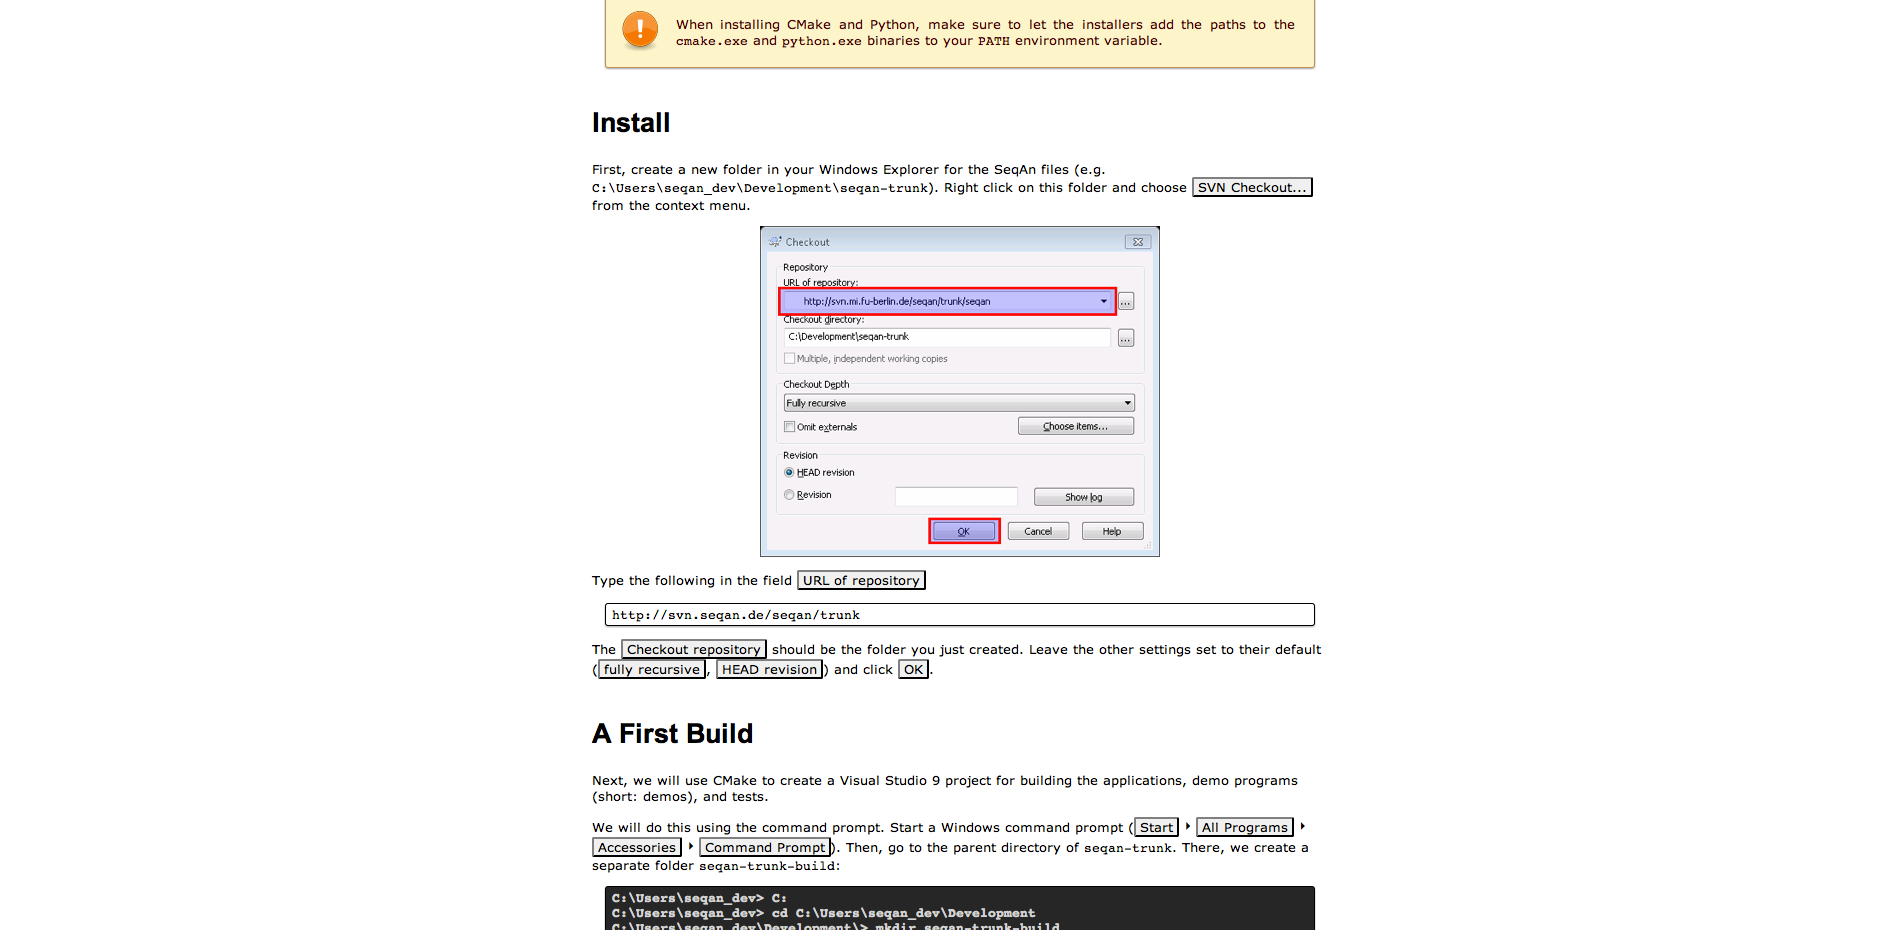 When installing CMake and Python, make sure to let the installers add the paths to the
cmake.exe and python.exe binaries to your PATH environment variable.
Install
First, create a new folder in your Windows Explorer for the SeqAn files (e.g.
C:\Users\seqan_dev\Development\seqan-trunk). Right click on this folder and choose SVN Checkout...
from the context menu.
Checkout
Repository
URL of repository:
http://svn.mi.fu-berlin.de/seqan/trunk/seqan
...
Checkout directory:
C:\Development\seqan-trunk
...
Multiple, independent working copies
Checkout Depth
Fully recursive
Omit externals
Choose items...
Revision
HEAD revision
Revision
Show log
OK Cancel Help
Type the following in the field URL of repository
http://svn.seqan.de/seqan/trunk
The Checkout repository should be the folder you just created. Leave the other settings set to their default
(fully recursive, HEAD revision) and click OK.
A First Build
Next, we will use CMake to create a Visual Studio 9 project for building the applications, demo programs
(short: demos), and tests.
We will do this using the command prompt. Start a Windows command prompt (Start ‣ All Programs ‣
Accessories ‣ Command Prompt). Then, go to the parent directory of seqan-trunk. There, we create a
separate folder seqan-trunk-build:
C:\Users\seqan_dev> C:
C:\Users\seqan_dev> cd C:\Users\seqan_dev\Development
C:\Users\seqan_dev\Development\> mkdir seqan-trunk-build